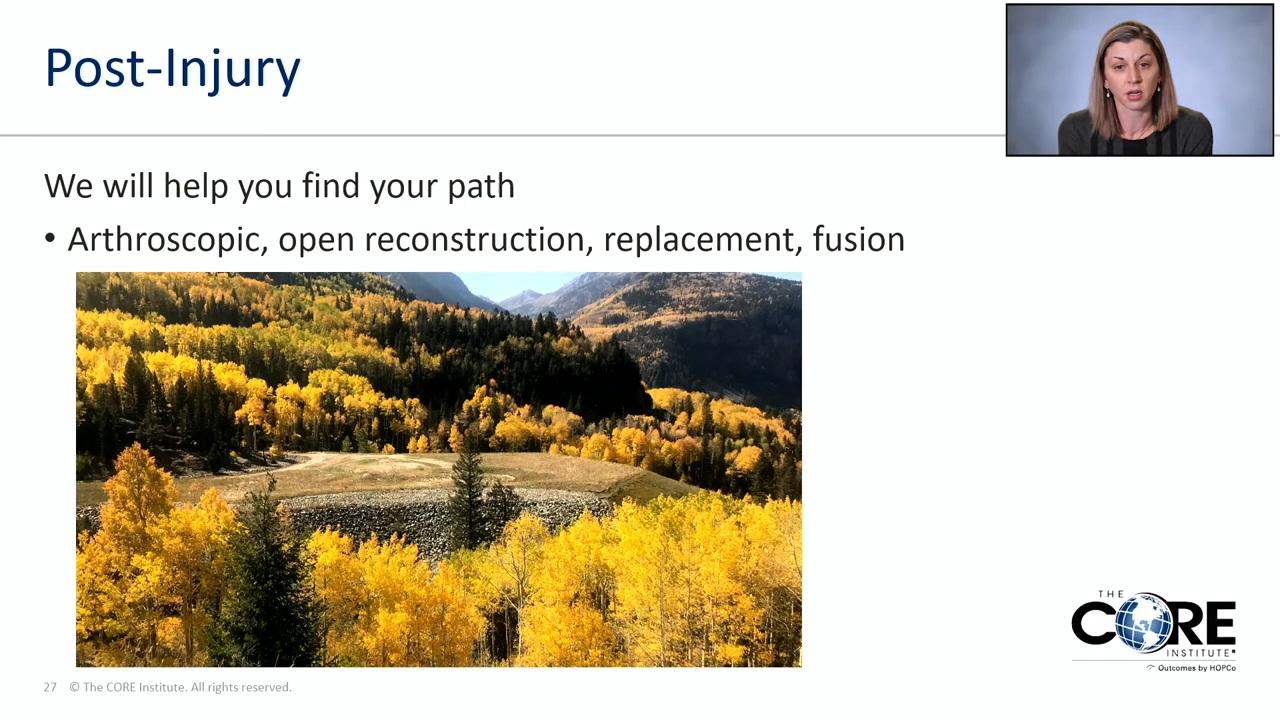 Post-Injury
We will help you find your path
• Arthroscopic, open reconstruction, replacement, fusion
THE
CORE
INSTITUTE®
Outcomes by HOPCo
27 © The CORE Institute. All rights reserved.